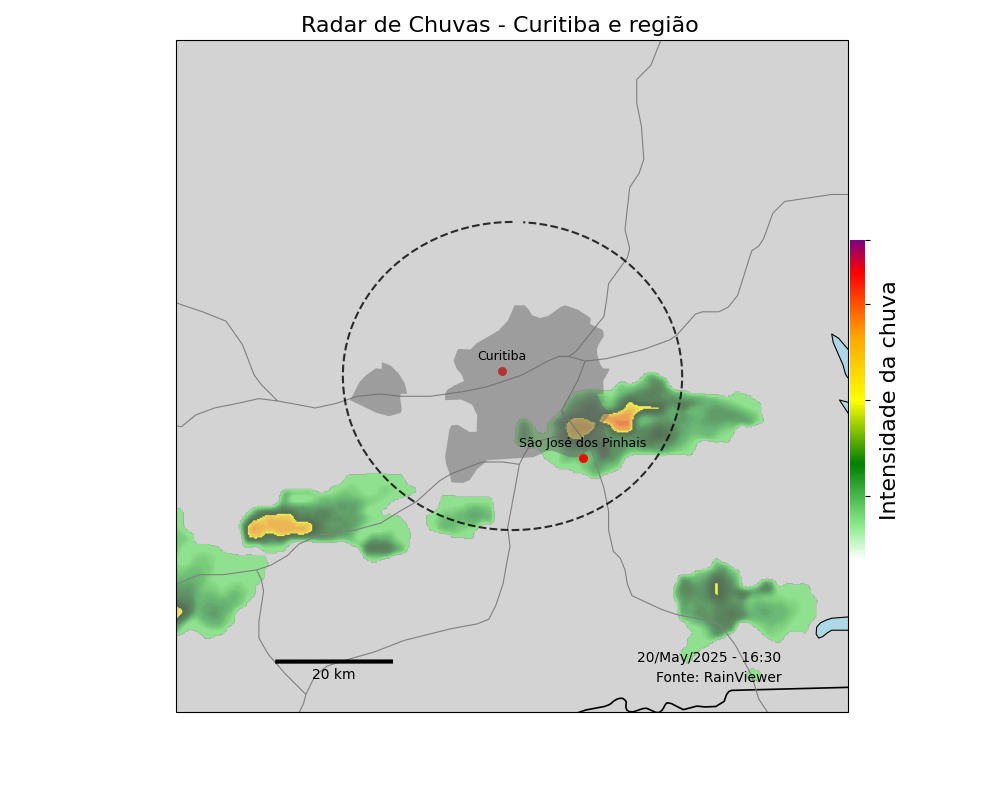 Radar de Chuvas - Curitiba e região
Curitiba
São José dos Pinhais
Intensidade da chuva
20/May/2025 - 16:30
20 km
Fonte: RainViewer